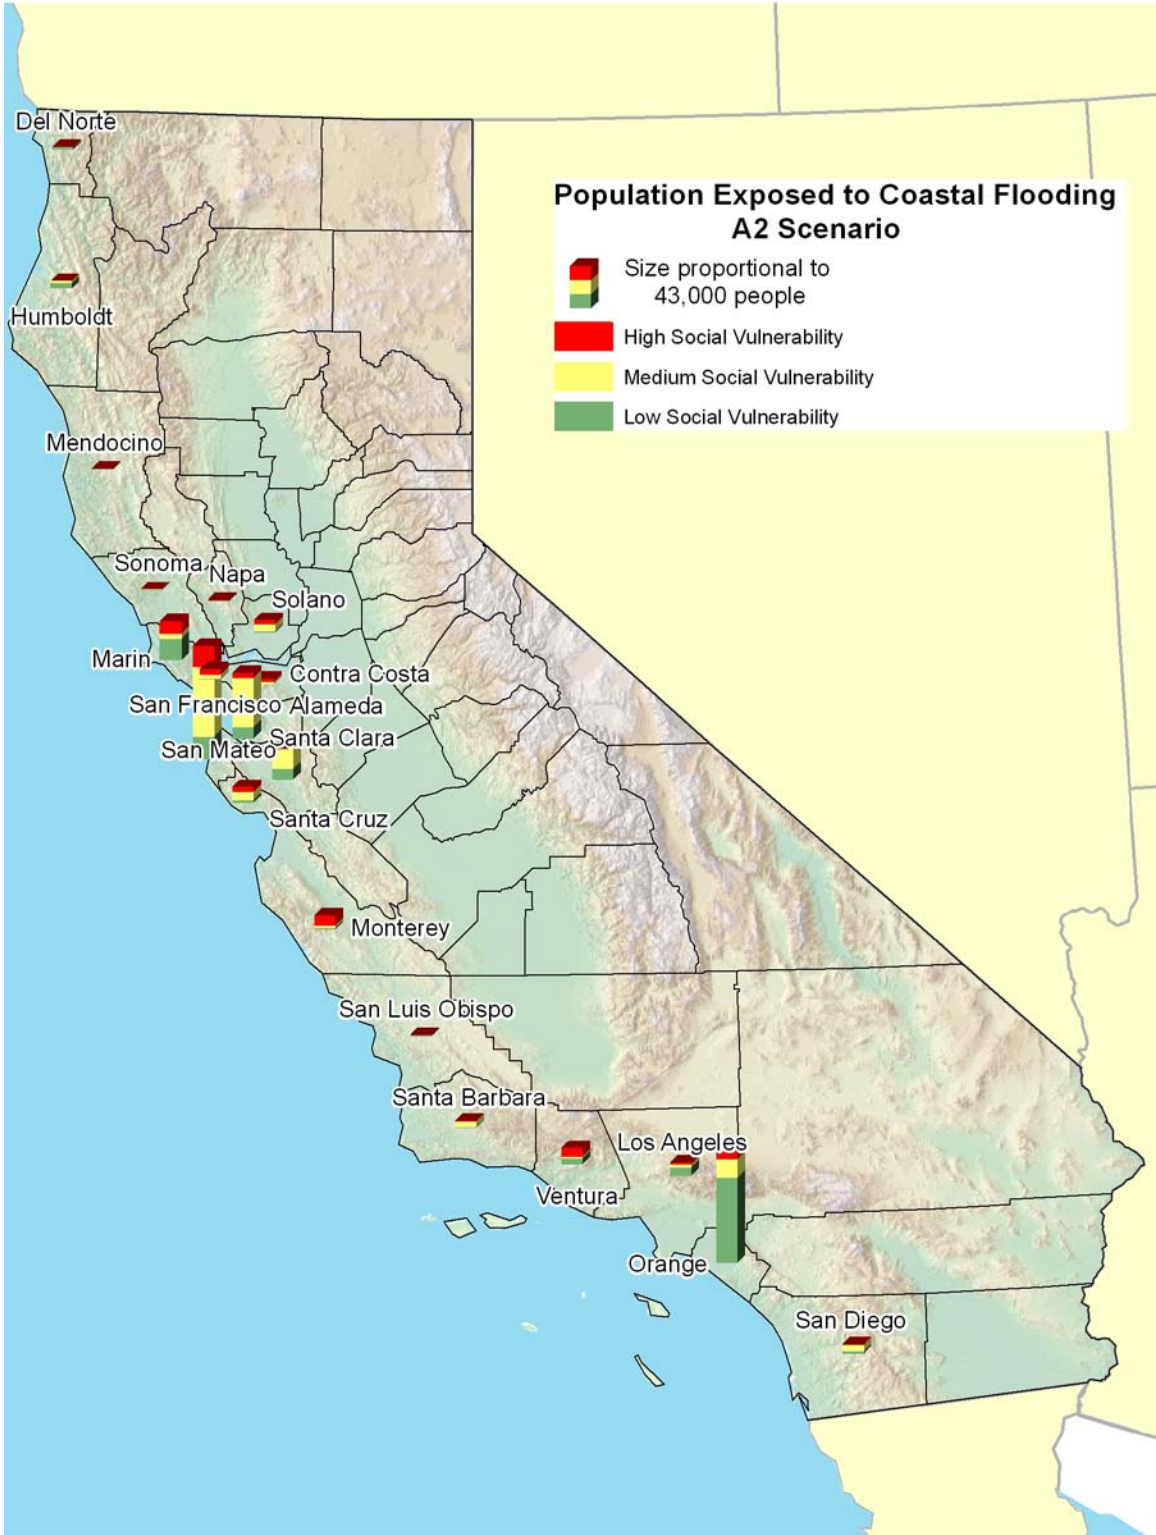 Del Norte
Population Exposed to Coastal Flooding
A2 Scenario
Size proportional to
43,000 people
High Social Vulnerability
Medium Social Vulnerability
Low Social Vulnerability
Humboldt
Mendocino
Sonoma
Napa
Solano
Marin
Contra Costa
San Francisco
Alameda
Santa Clara
San Mateo
Santa Cruz
Monterey
San Luis Obispo
Santa Barbara
Los Angeles
Ventura
Orange
San Diego